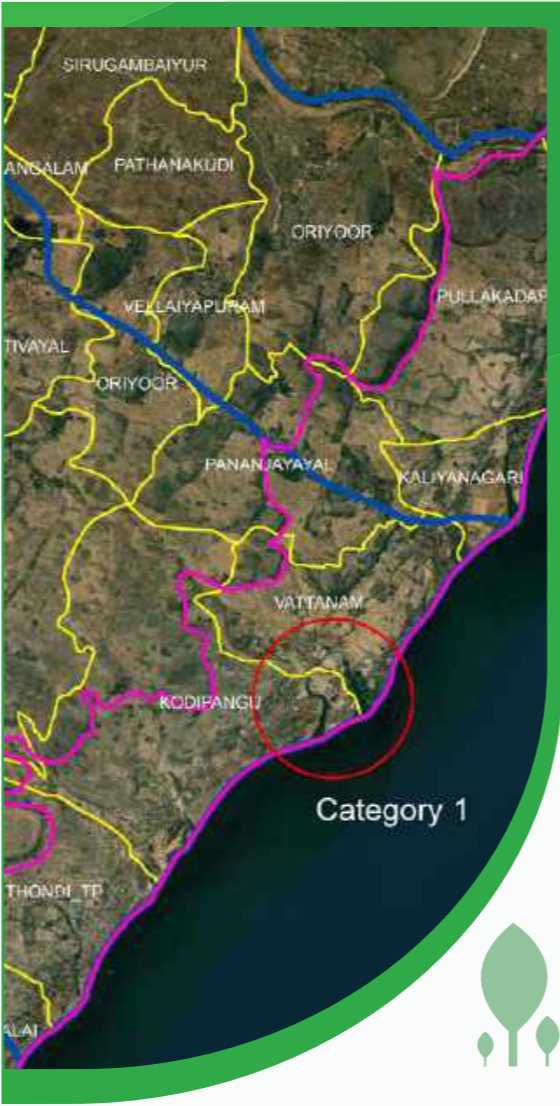 SIRUGAMBAIYUR
ANGALAM
PATHANAKUDI
ORIYOOR
VELLAIYAPURAM
PULLAKADAP
TIVAYAL
ORIYOOR
PANANJAYAYAL
KALIYANAGARI
VATTANAM
KODIPANGU
Category 1
THONDI_TP
ALAI